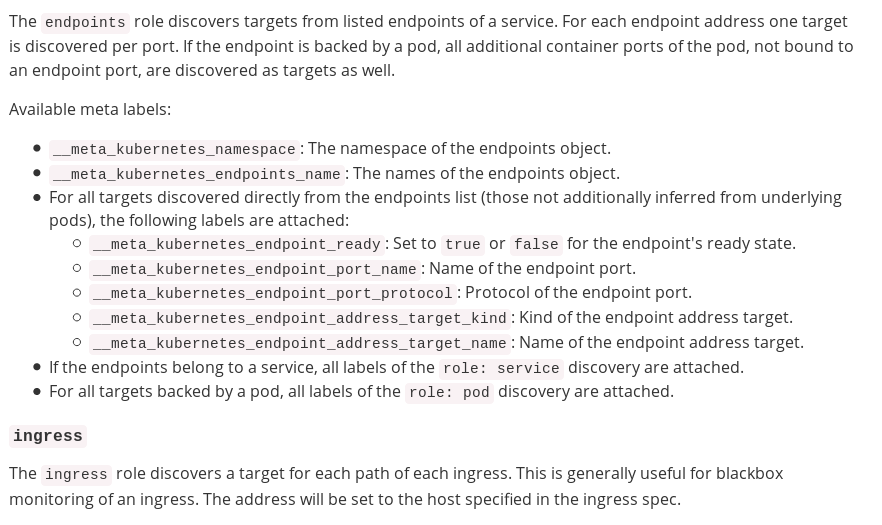 The endpoints role discovers targets from listed endpoints of a service. For each endpoint address one target
is discovered per port. If the endpoint is backed by a pod, all additional container ports of the pod, not bound to
an endpoint port, are discovered as targets as well.
Available meta labels:
● __meta_kubernetes_namespace: The namespace of the endpoints object.
● __meta_kubernetes_endpoints_name: The names of the endpoints object.
● For all targets discovered directly from the endpoints list (those not additionally inferred from underlying
pods), the following labels are attached:
○ __meta_kubernetes_endpoint_ready: Set to true or false for the endpoint's ready state.
○ __meta_kubernetes_endpoint_port_name: Name of the endpoint port.
○ __meta_kubernetes_endpoint_port_protocol: Protocol of the endpoint port.
○ __meta_kubernetes_endpoint_address_target_kind: Kind of the endpoint address target.
○ __meta_kubernetes_endpoint_address_target_name: Name of the endpoint address target.
● If the endpoints belong to a service, all labels of the role: service discovery are attached.
● For all targets backed by a pod, all labels of the role: pod discovery are attached.
ingress
The ingress role discovers a target for each path of each ingress. This is generally useful for blackbox
monitoring of an ingress. The address will be set to the host specified in the ingress spec.